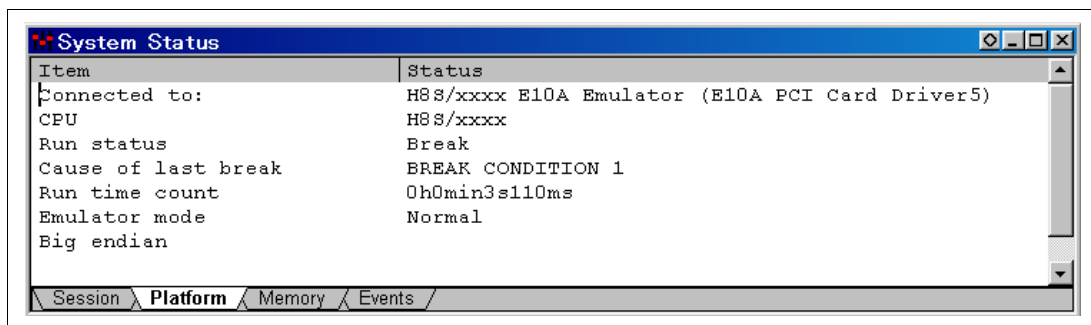 System Status
Item Status
Connected to: H8S/xxxx E10A Emulator (E10A PCI Card Driver5)
CPU H8S/xxxx
Run status Break
Cause of last break BREAK CONDITION 1
Run time count 0h0min3s110ms
Emulator mode Normal
Big endian
Session Platform Memory Events